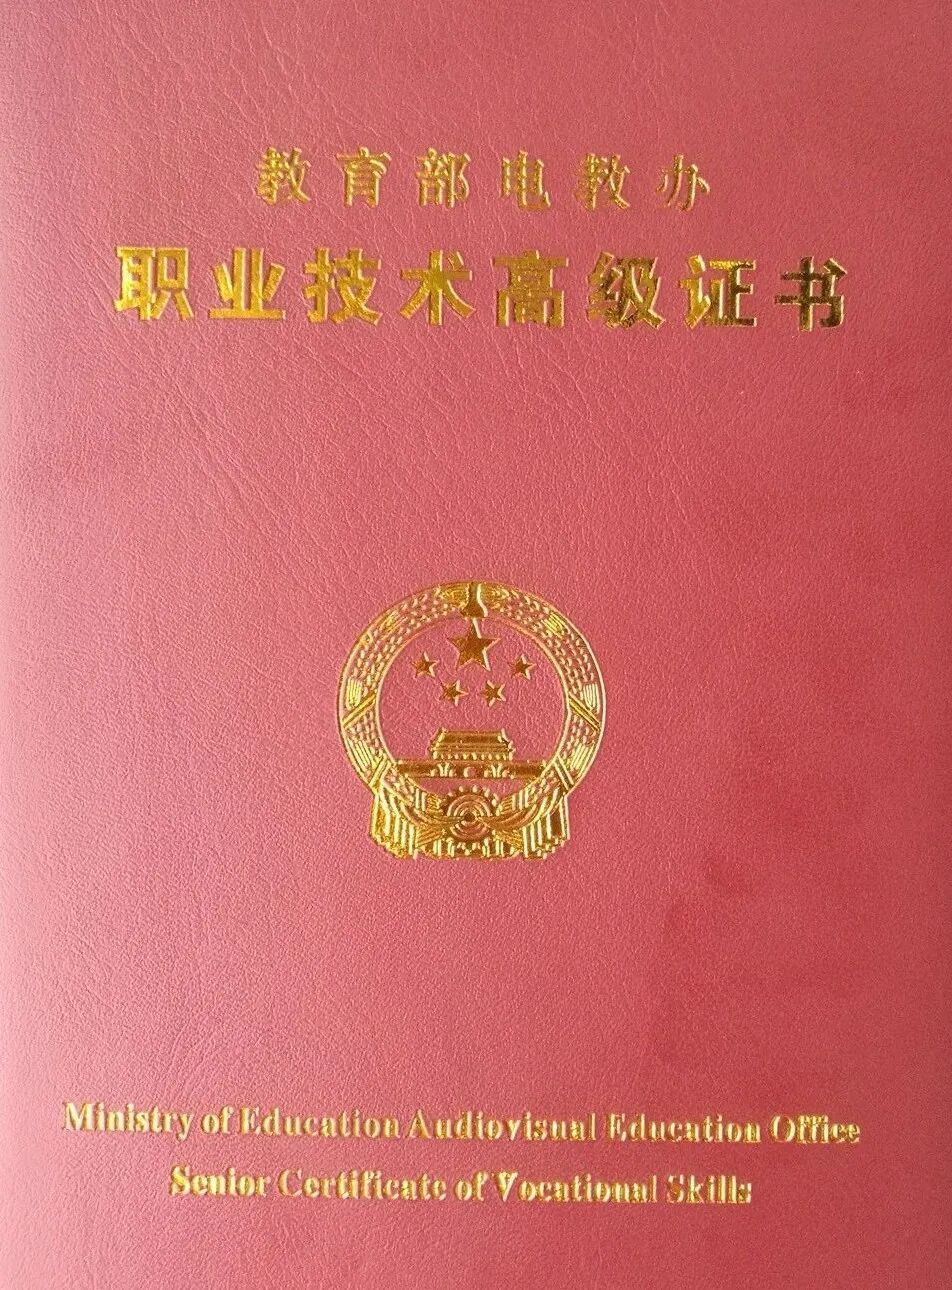 教育部电教办
职业技术高级证书
Ministry of Education Audiovisual Education Office
Senior Certificate of Vocational Skills